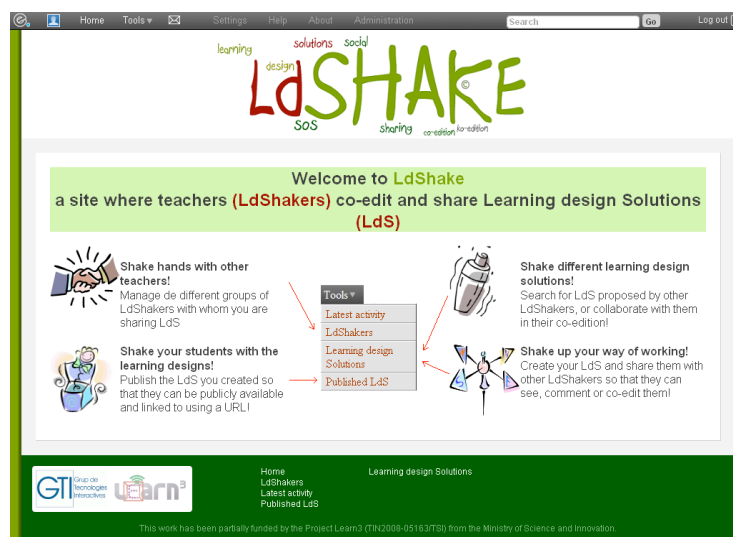 Home Tools ▾ Settings Help About Administration Search Go Log out
learning solutions social
design
LdSHAKE ©
SOS sharing co-edition ko-edition
Welcome to LdShake
a site where teachers (LdShakers) co-edit and share Learning design Solutions
(LdS)
Shake hands with other
teachers!
Manage de different groups of
LdShakers with whom you are
sharing LdS
Shake your students with the
learning designs!
Publish the LdS you created so
that they can be publicly available
and linked to using a URL!
Tools ▾
Latest activity
LdShakers
Learning design
Solutions
Published LdS
Shake different learning design
solutions!
Search for LdS proposed by other
LdShakers, or collaborate with them
in their co-edition!
Shake up your way of working!
Create your LdS and share them with
other LdShakers so that they can
see, comment or co-edit them!
GTI Grup de
Tecnologies
Interactives
Learn3
Home
LdShakers
Latest activity
Published LdS
Learning design Solutions
This work has been partially funded by the Project Learn3 (TIN2008-05163/TSI) from the Ministry of Science and Innovation.